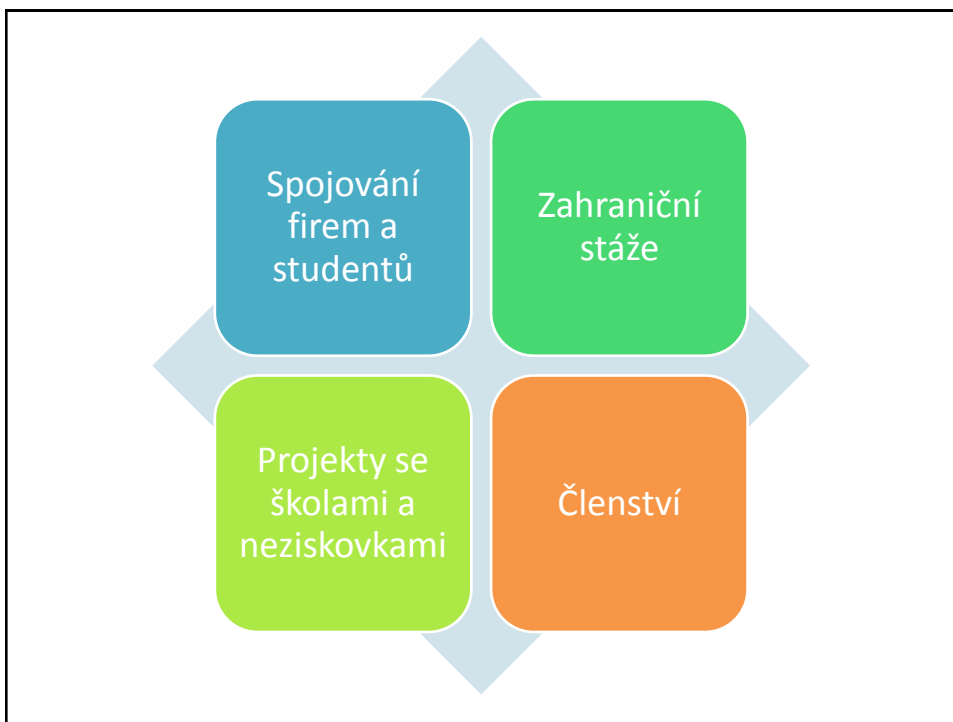 Spojování
firem a
studentů
Zahraniční
stáže
Projekty se
školami a
neziskovkami
Členství